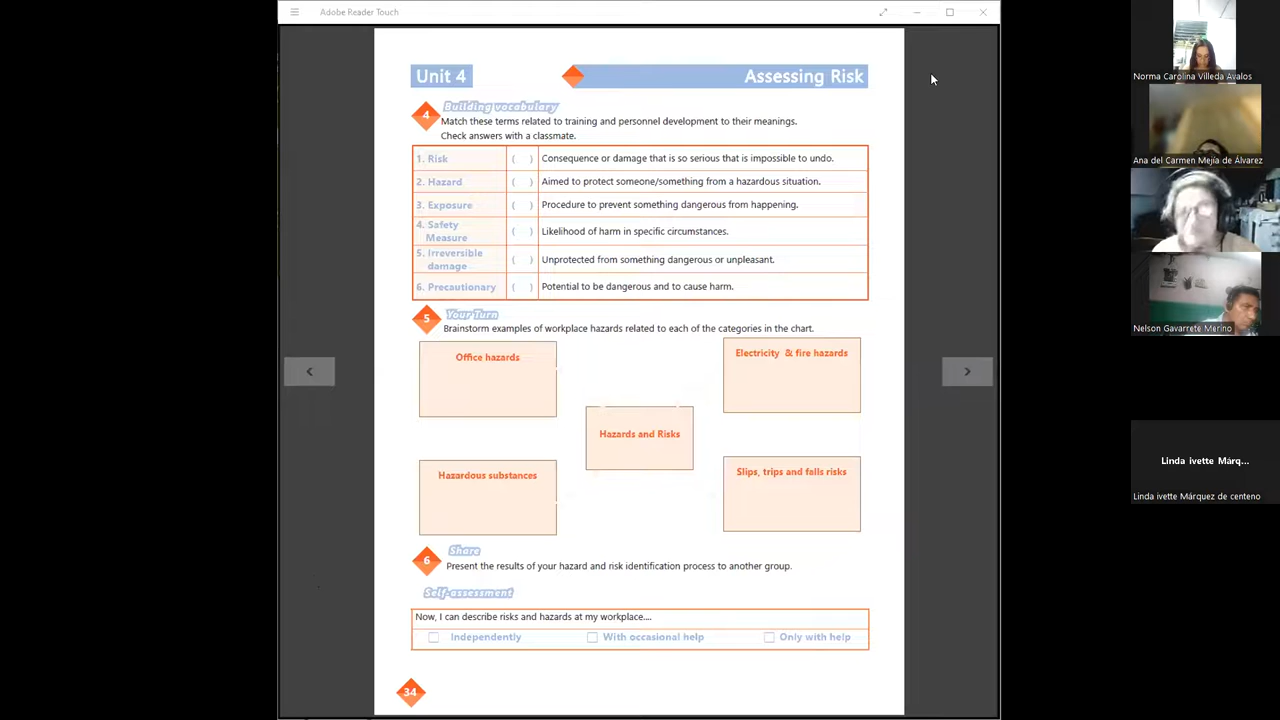 Adobe Reader Touch
Unit 4
Assessing Risk
4
Building vocabulary
Match these terms related to training and personnel development to their meanings.
Check answers with a classmate.
1. Risk ( ) Consequence or damage that is so serious that is impossible to undo.
2. Hazard ( ) Aimed to protect someone/something from a hazardous situation.
3. Exposure ( ) Procedure to prevent something dangerous from happening.
4. Safety
Measure
( ) Likelihood of harm in specific circumstances.
5. Irreversible
damage
( ) Unprotected from something dangerous or unpleasant.
6. Precautionary ( ) Potential to be dangerous and to cause harm.
5
Your Turn
Brainstorm examples of workplace hazards related to each of the categories in the chart.
Office hazards
Electricity & fire hazards
Hazards and Risks
Hazardous substances
Slips, trips and falls risks
6
Share
Present the results of your hazard and risk identification process to another group.
Self-assessment
Now, I can describe risks and hazards at my workplace....
Independently
With occasional help
Only with help
34
Norma Carolina Villeda Avalos
Ana del Carmen Mejía de Álvarez
Nelson Gavarrete Merino
Linda ivette Márq...
Linda ivette Márquez de centeno